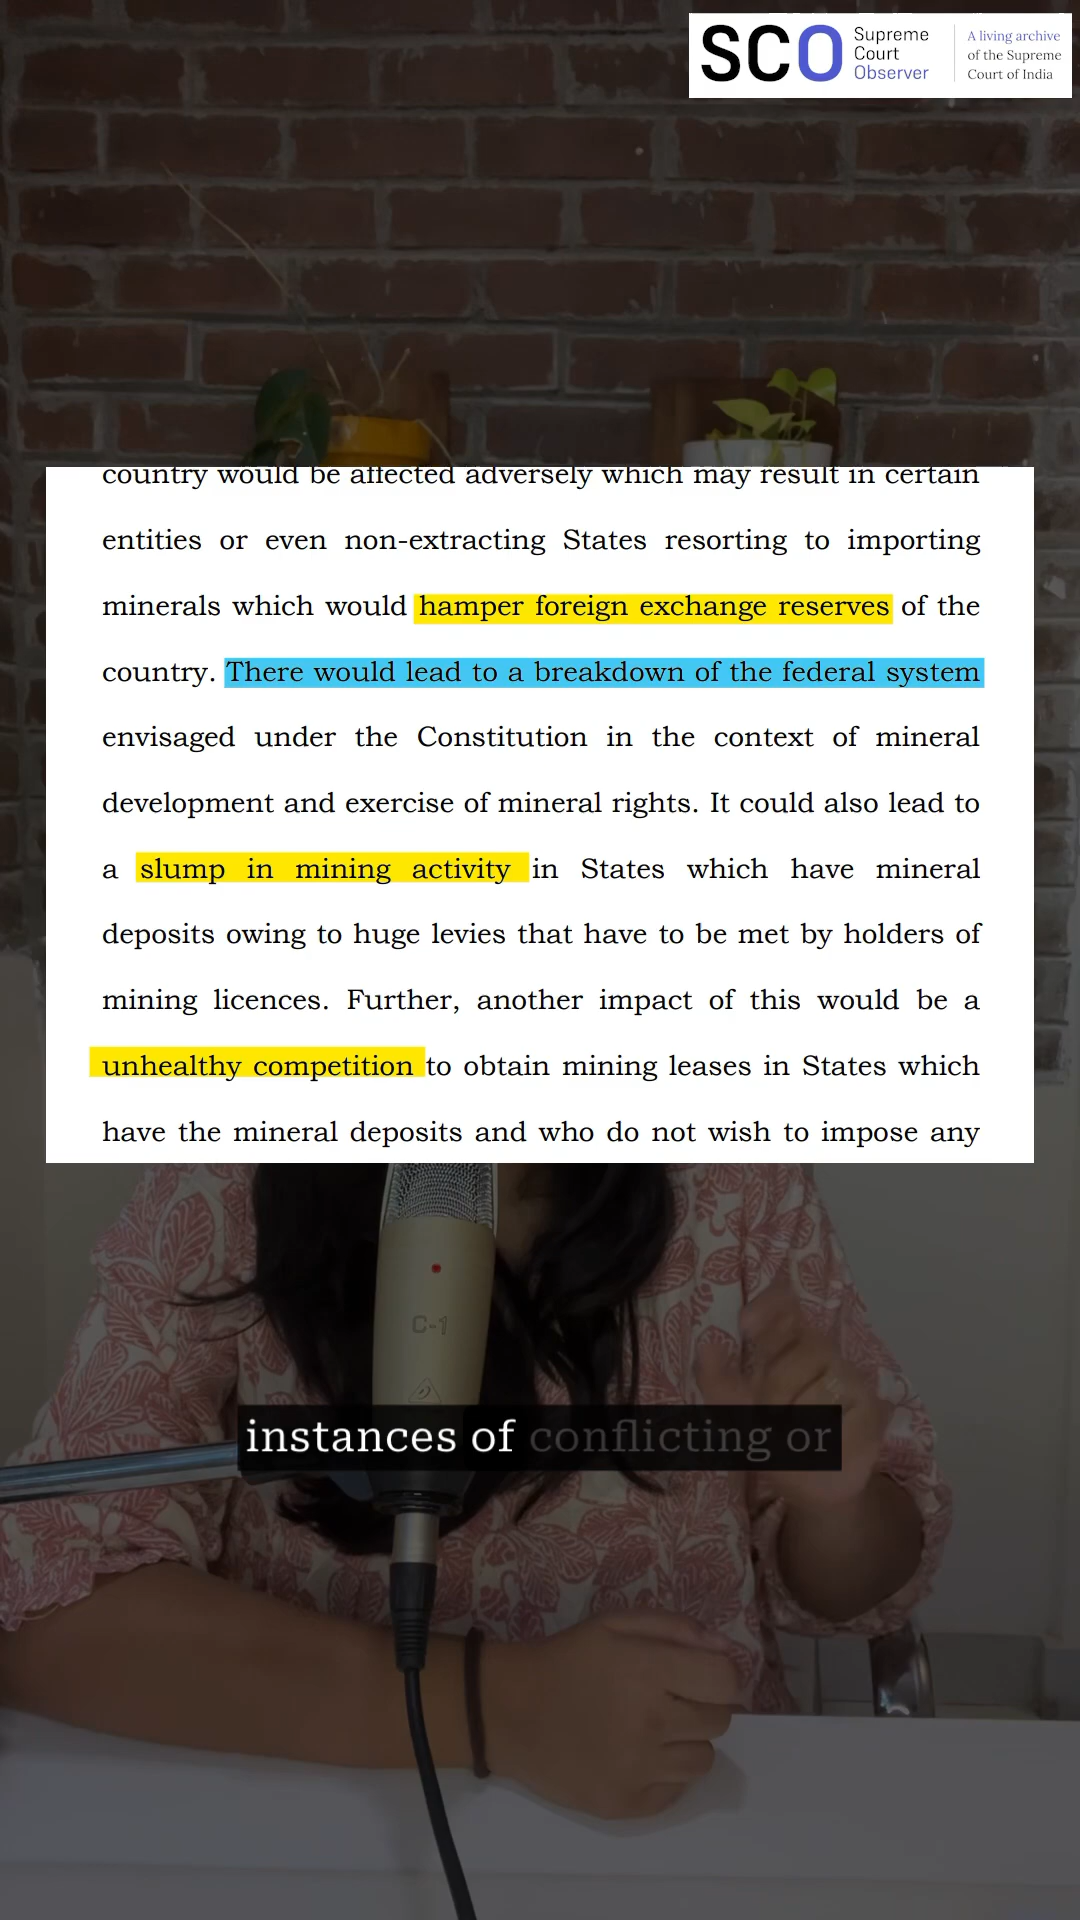 SCO
Supreme
Court
Observer
A living archive
of the Supreme
Court of India
country would be affected adversely which may result in certain
entities or even non-extracting States resorting to importing
minerals which would hamper foreign exchange reserves of the
country. There would lead to a breakdown of the federal system
envisaged under the Constitution in the context of mineral
development and exercise of mineral rights. It could also lead to
a slump in mining activity in States which have mineral
deposits owing to huge levies that have to be met by holders of
mining licences. Further, another impact of this would be a
unhealthy competition to obtain mining leases in States which
have the mineral deposits and who do not wish to impose any
C-1
instances of conflicting or